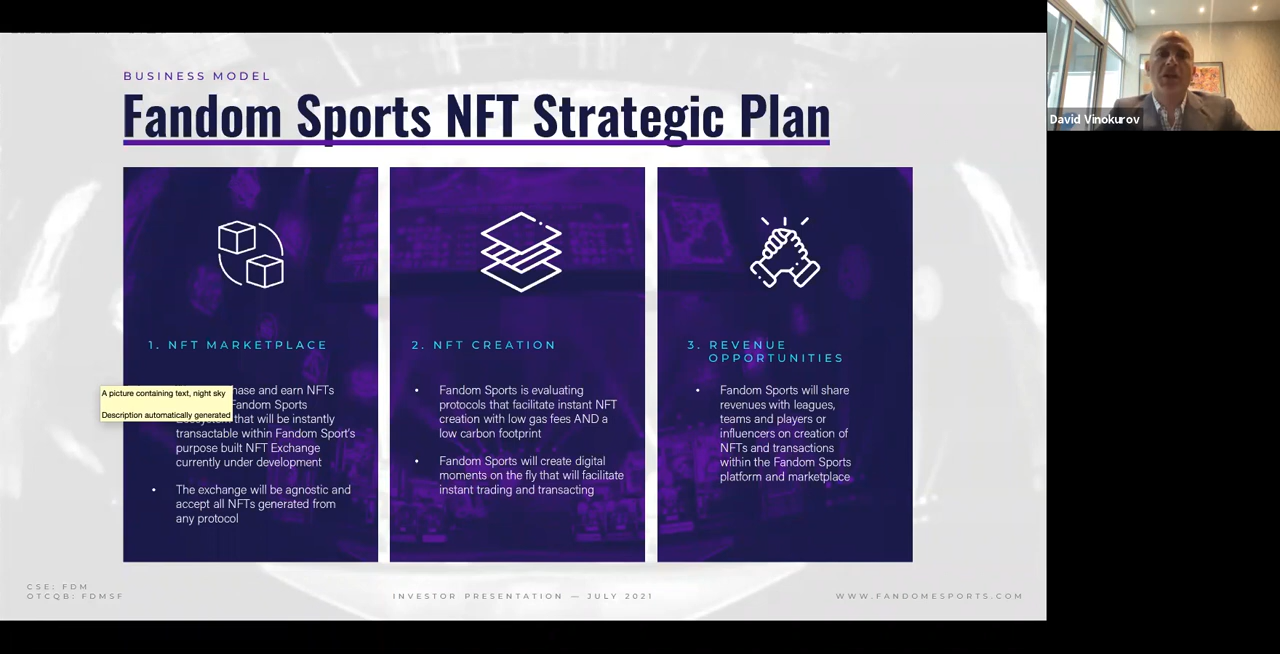 BUSINESS MODEL
Fandom Sports NFT Strategic Plan
1. NFT MARKETPLACE
hase and earn NFTs
Fandom Sports
that will be instantly
transactable within Fandom Sport's
purpose built NFT Exchange
currently under development
• The exchange will be agnostic and
accept all NFTs generated from
any protocol
A picture containing text, night sky
Description automatically generated
2. NFT CREATION
• Fandom Sports is evaluating
protocols that facilitate instant NFT
creation with low gas fees AND a
low carbon footprint
• Fandom Sports will create digital
moments on the fly that will facilitate
instant trading and transacting
3. REVENUE
OPPORTUNITIES
• Fandom Sports will share
revenues with leagues,
teams and players or
influencers on creation of
NFTs and transactions
within the Fandom Sports
platform and marketplace
CSE: FDM
OTCQB: FDMSF
INVESTOR PRESENTATION — JULY 2021
WWW.FANDOMESPORTS.COM
David Vinokurov